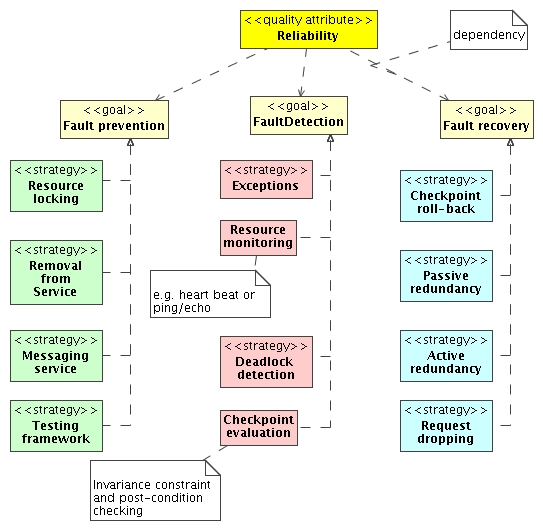 <<quality attribute>>
Reliability
dependency
<<goal>>
Fault prevention
<<goal>>
FaultDetection
<<goal>>
Fault recovery
<<strategy>>
Resource
locking
<<strategy>>
Removal
from
Service
<<strategy>>
Messaging
service
<<strategy>>
Testing
framework
<<strategy>>
Exceptions
Resource
monitoring
e.g. heart beat or
ping/echo
<<strategy>>
Deadlock
detection
Checkpoint
evaluation
Invariance constraint
and post-condition
checking
<<strategy>>
Checkpoint
roll-back
<<strategy>>
Passive
redundancy
<<strategy>>
Active
redundancy
<<strategy>>
Request
dropping